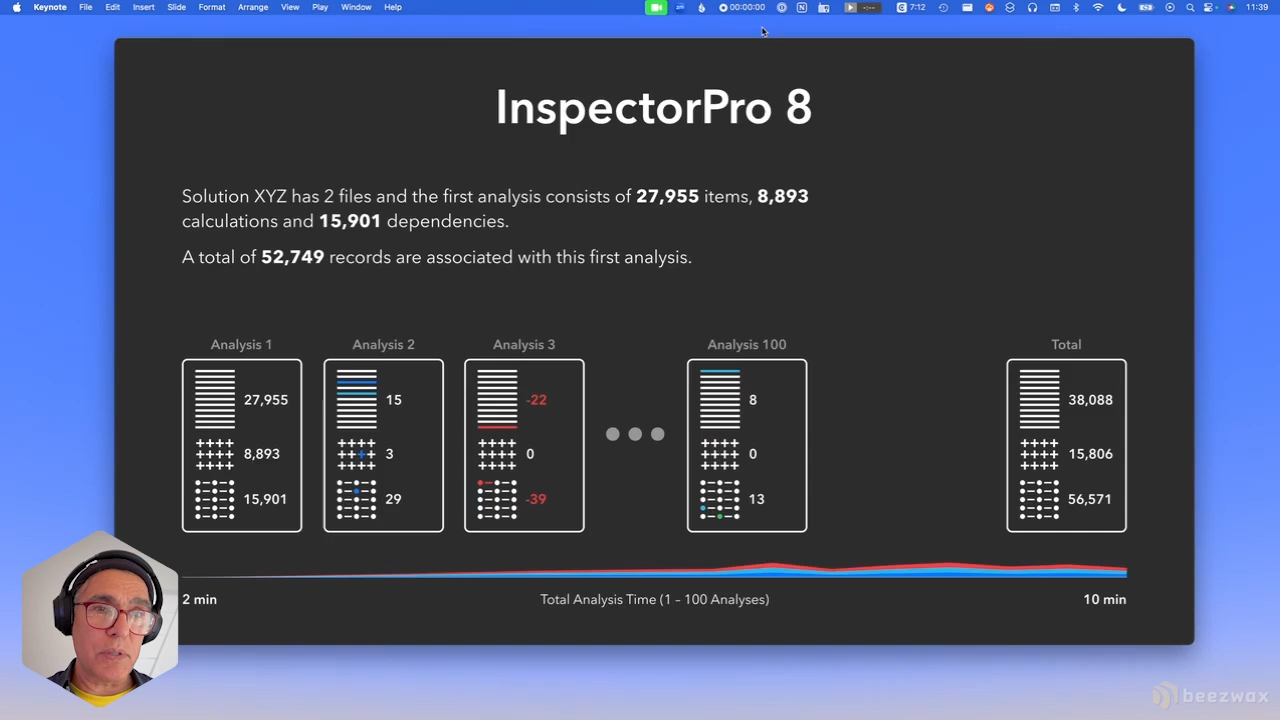 Keynote File Edit Insert Slide Format Arrange View Play Window Help 00:00:00 7:12 11:39
InspectorPro 8
Solution XYZ has 2 files and the first analysis consists of 27,955 items, 8,893
calculations and 15,901 dependencies.
A total of 52,749 records are associated with this first analysis.
Analysis 1 Analysis 2 Analysis 3 Analysis 100 Total
27,955 15 -22 8 38,088
8,893 3 0 0 15,806
15,901 29 -39 13 56,571
2 min Total Analysis Time (1 – 100 Analyses) 10 min
beezwax